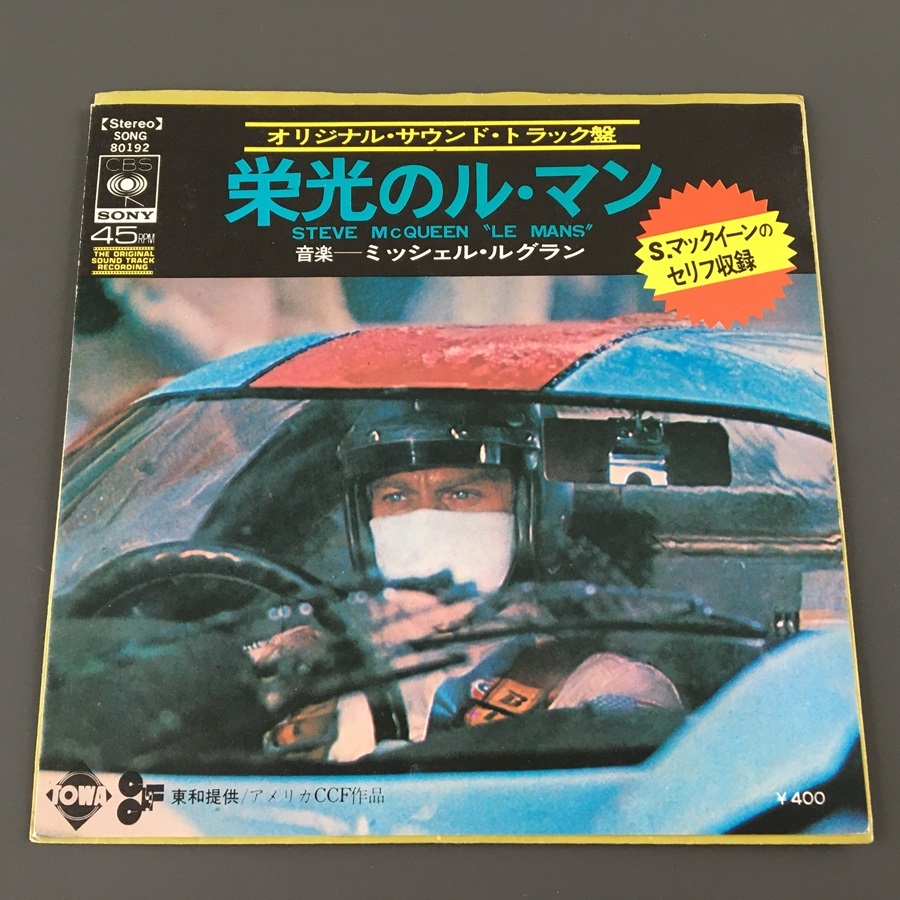 【Stereo】
SONG
80192
CBS
SONY
45RPM
THE ORIGINAL
SOUND TRACK
RECORDING
オリジナル・サウンド・トラック盤
栄光のル・マン
STEVE McQUEEN "LE MANS"
音楽—ミッシェル・ルグラン
S.マックイーンの
セリフ収録
TOWA
東和提供/アメリカCCF作品
¥400